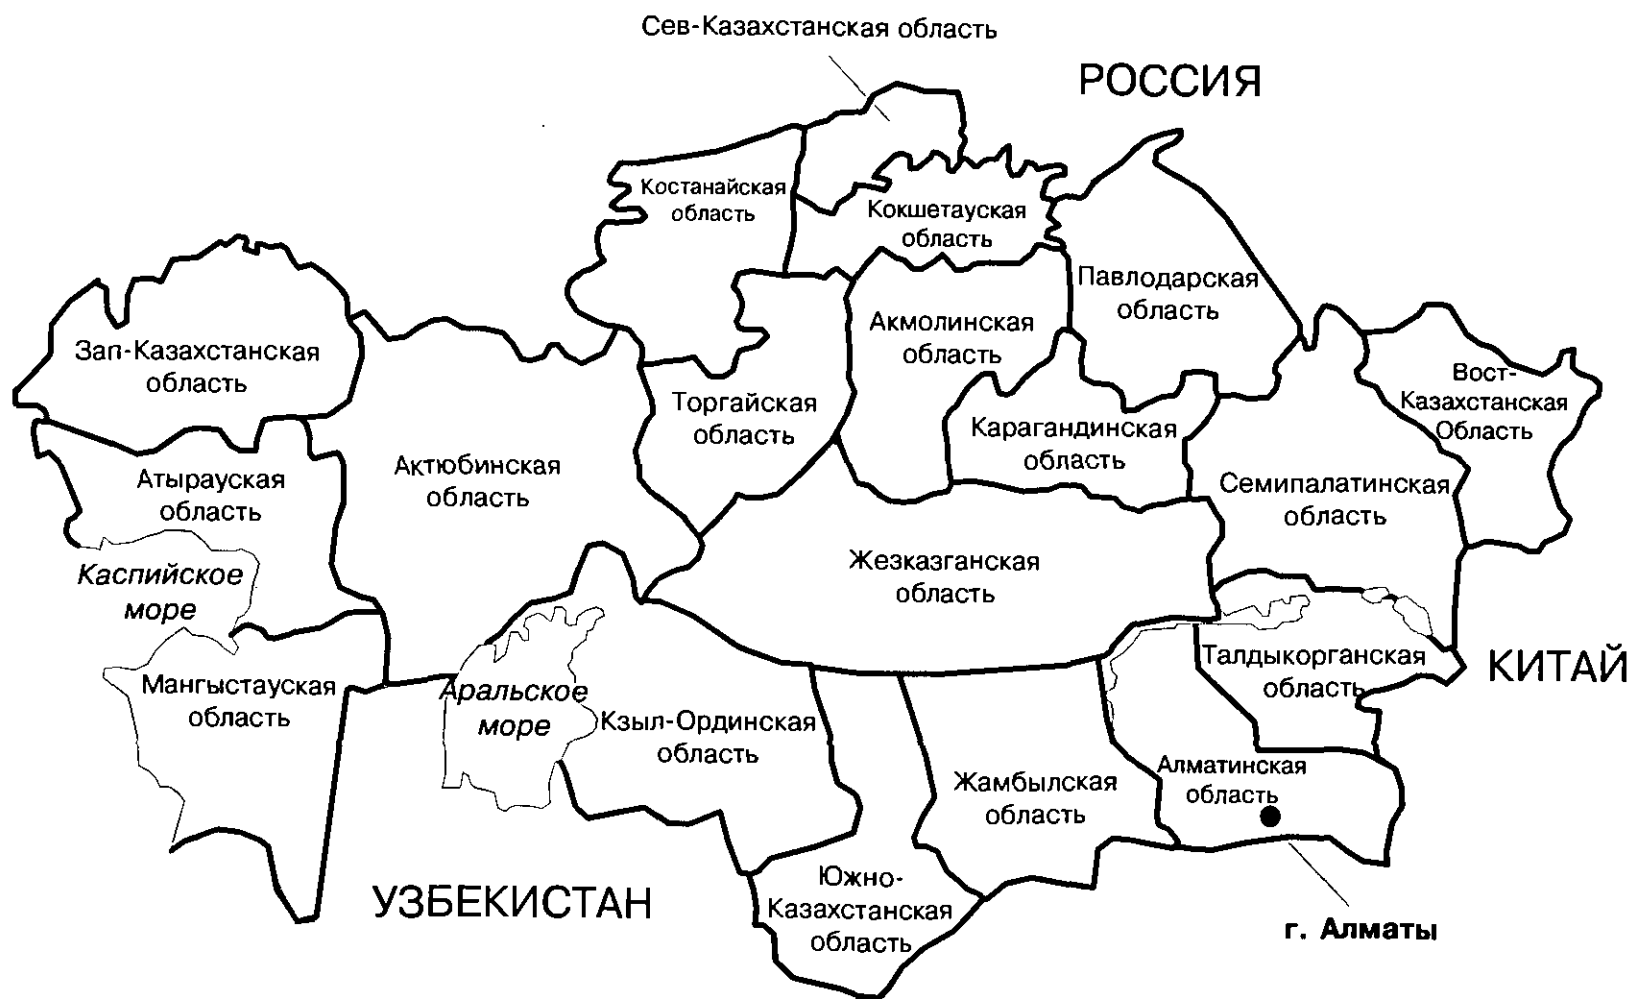 Сев-Казахстанская область
РОССИЯ
Костанайская
область
Кокшетауская
область
Павлодарская
область
Акмолинская
область
Зап-Казахстанская
область
Вост-
Казахстанская
Область
Торгайская
область
Карагандинская
область
Актюбинская
область
Атырауская
область
Семипалатинская
область
Жезказганская
область
Каспийское
море
Талдыкорганская
область
КИТАЙ
Мангыстауская
область
Аральское
море
Кзыл-Ординская
область
Жамбылская
область
Алматинская
область
Южно-
Казахстанская
область
УЗБЕКИСТАН
г. Алматы